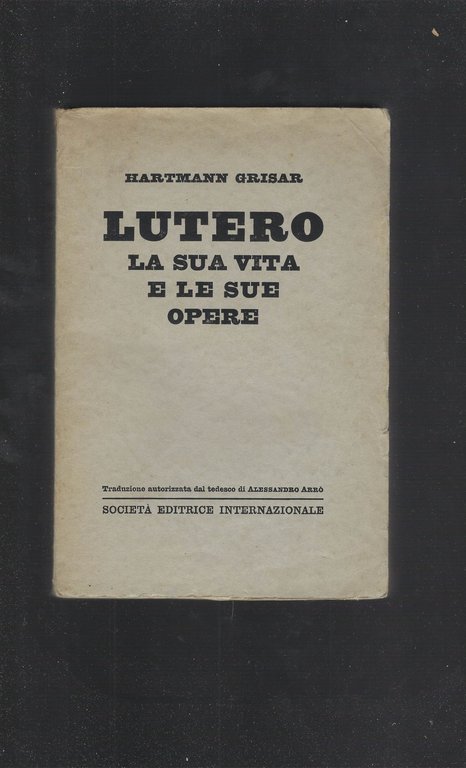 HARTMANN GRISAR
LUTERO
LA SUA VITA
E LE SUE
OPERE
Traduzione autorizzata dal tedesco di ALESSANDRO ARRÒ
SOCIETÀ EDITRICE INTERNAZIONALE